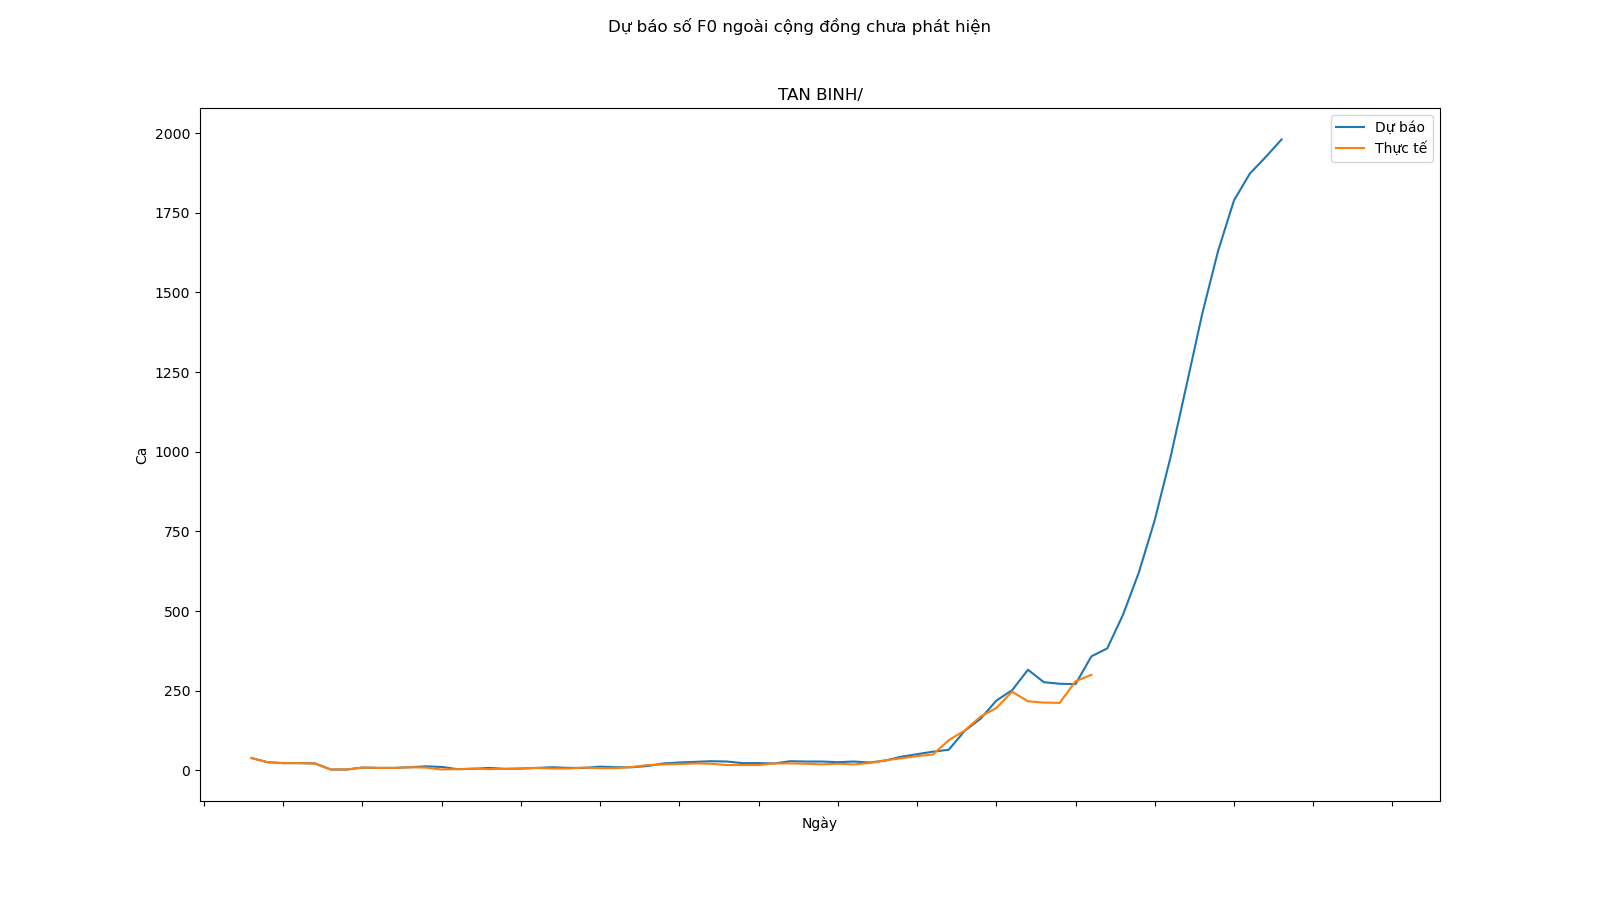 Dự báo số F0 ngoài cộng đồng chưa phát hiện
TAN BINH/
Dự báo
Thực tế
2000
1750
1500
1250
1000
750
500
250
0
Ca
Ngày